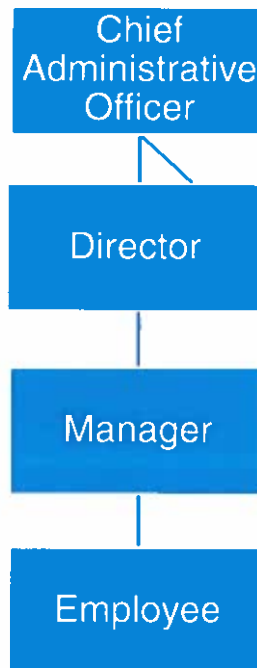 Chief
Administrative
Officer
Director
Manager
Employee